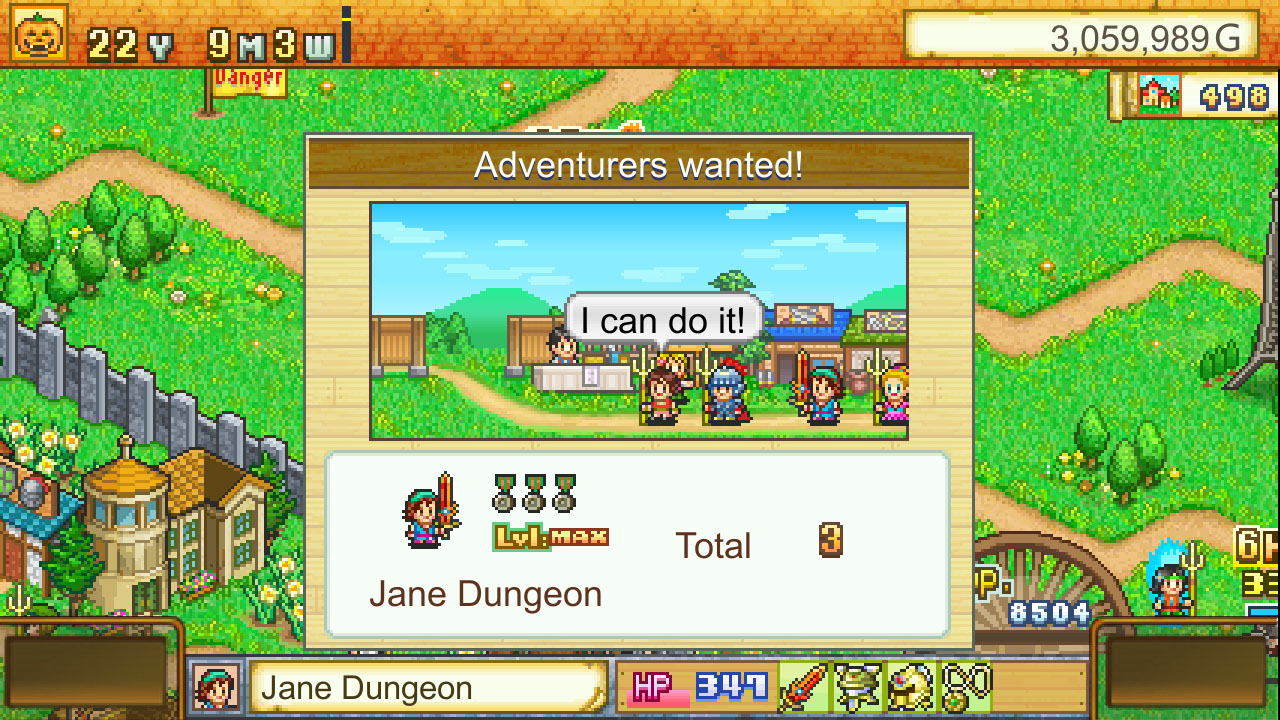 22Y 9M3W
3,059,989G
Danger
498
Adventurers wanted!
I can do it!
Lvl:max
Total 3
Jane Dungeon
P.
8504
Jane Dungeon
HP 347